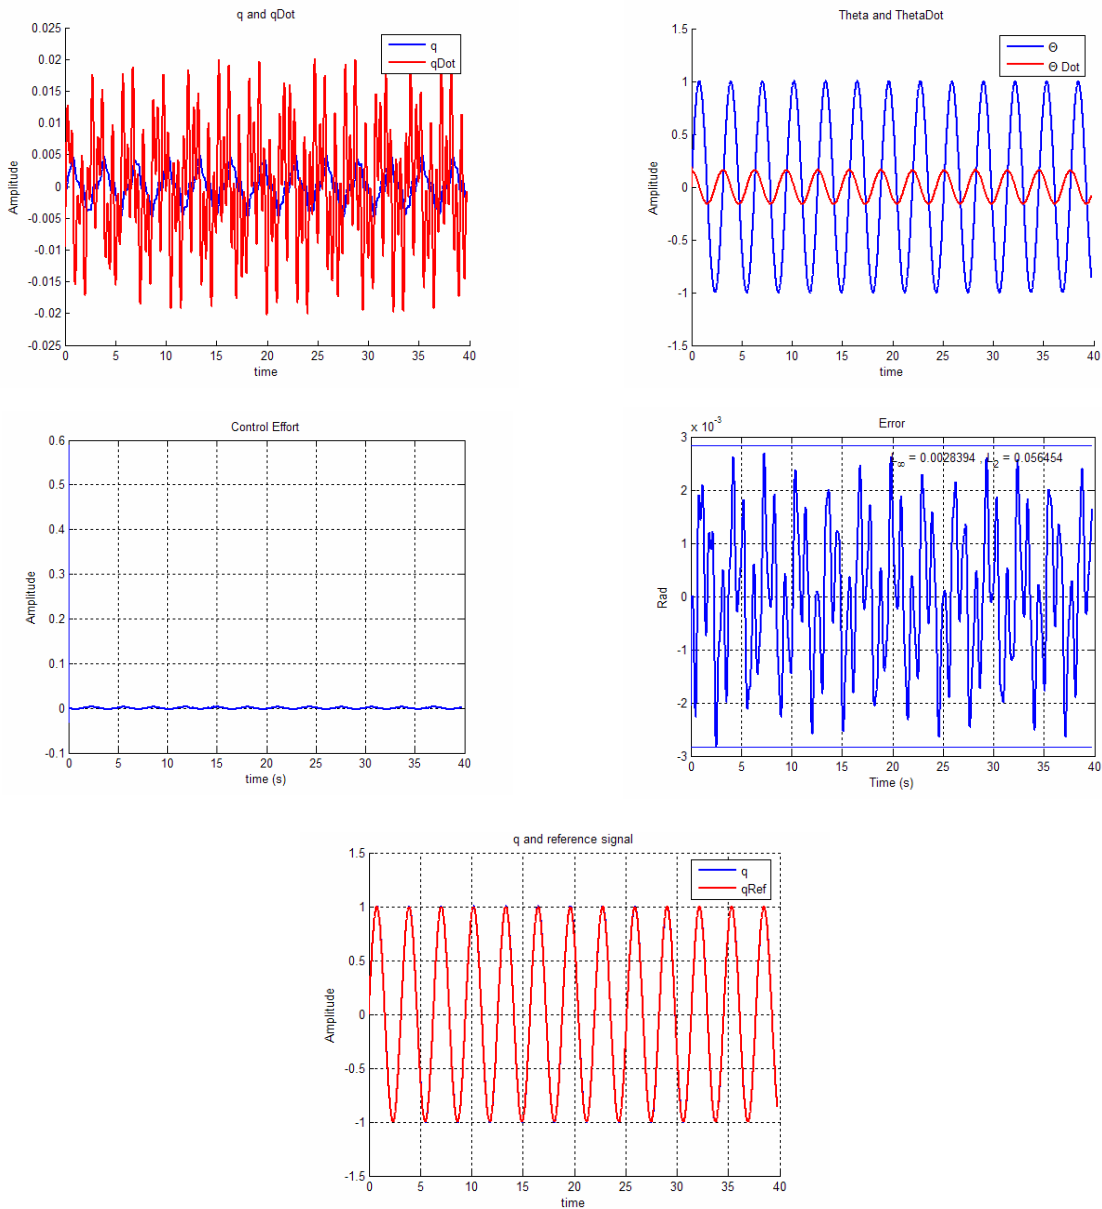 q and qDot
0.025
0.02
0.015
0.01
0.005
0
-0.005
-0.01
-0.015
-0.02
-0.025
Amplitude
q
qDot
0 5 10 15 20 25 30 35 40
time
Theta and ThetaDot
1.5
1
0.5
0
-0.5
-1
-1.5
Amplitude
Θ
Θ Dot
0 5 10 15 20 25 30 35 40
time
Control Effort
0.6
0.5
0.4
0.3
0.2
0.1
0
-0.1
Amplitude
0 5 10 15 20 25 30 35 40
time (s)
Error
x 10^-3
3
2
1
0
-1
-2
-3
Rad
L∞ = 0.0028394 , L2 = 0.056454
0 5 10 15 20 25 30 35 40
Time (s)
q and reference signal
1.5
1
0.5
0
-0.5
-1
-1.5
Amplitude
q
qRef
0 5 10 15 20 25 30 35 40
time